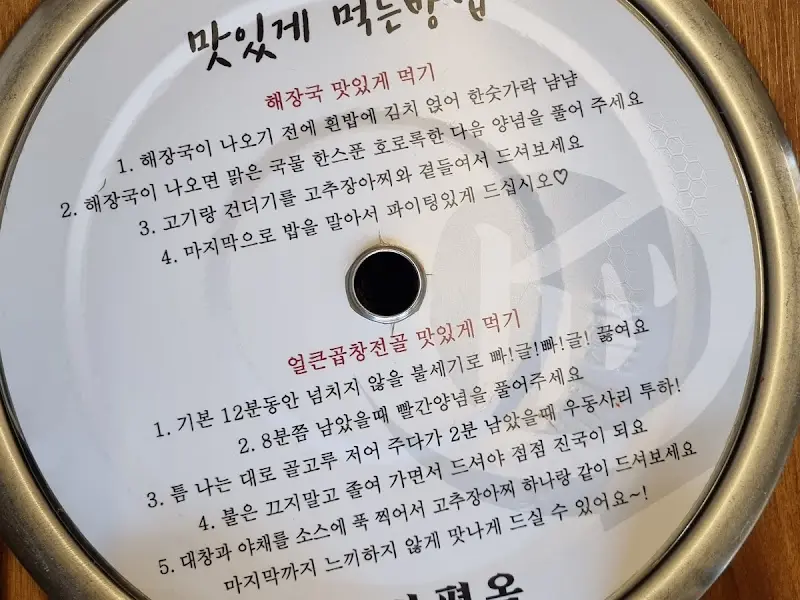 맛있게 먹는방법
해장국 맛있게 먹기
1. 해장국이 나오기 전에 흰밥에 김치 얹어 한숫가락 냠냠
2. 해장국이 나오면 맑은 국물 한스푼 호로록한 다음 양념을 풀어 주세요
3. 고기랑 건더기를 고추장아찌와 곁들여서 드셔보세요
4. 마지막으로 밥을 말아서 파이팅있게 드십시오♡
얼큰곱창전골 맛있게 먹기
1. 기본 12분동안 넘치지 않을 불세기로 빠!글!빠!글! 끓여요
2. 8분쯤 남았을때 빨간양념을 풀어주세요
3. 틈 나는 대로 골고루 저어 주다가 2분 남았을때 우동사리 투하!
4. 불은 끄지말고 졸여 가면서 드셔야 점점 진국이 되요
5. 대창과 야채를 소스에 푹 찍어서 고추장아찌 하나랑 같이 드셔보세요
마지막까지 느끼하지 않게 맛나게 드실 수 있어요~!
평옥